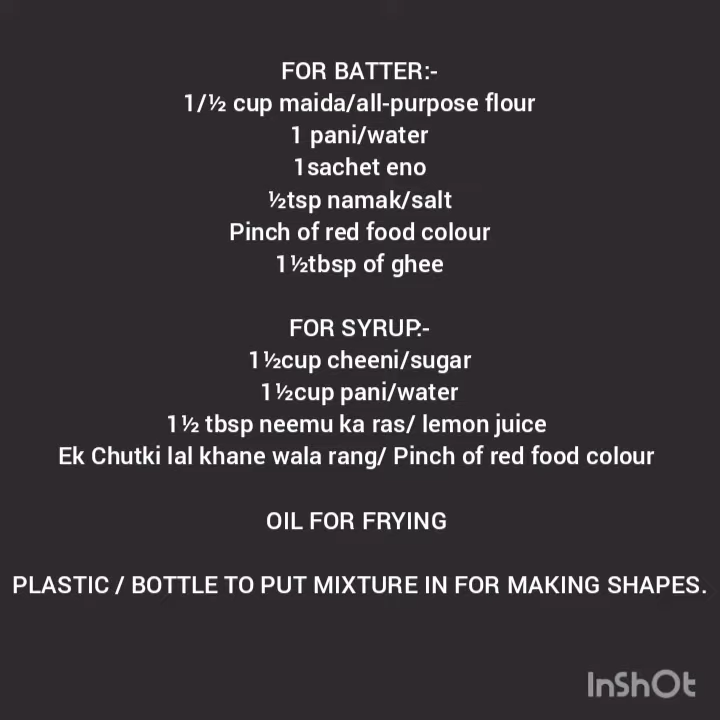 FOR BATTER:-
1/½ cup maida/all-purpose flour
1 pani/water
1sachet eno
½tsp namak/salt
Pinch of red food colour
1½tbsp of ghee
FOR SYRUP:-
1½cup cheeni/sugar
1½cup pani/water
1½ tbsp neemu ka ras/ lemon juice
Ek Chutki lal khane wala rang/ Pinch of red food colour
OIL FOR FRYING
PLASTIC / BOTTLE TO PUT MIXTURE IN FOR MAKING SHAPES.
InShOt